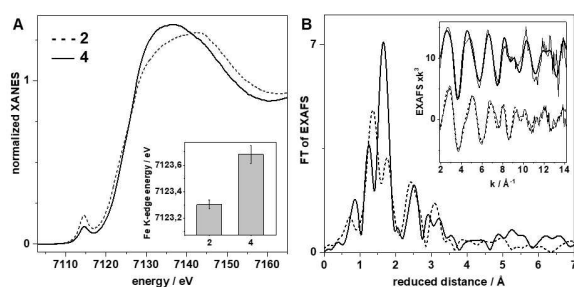 A
2
4
normalized XANES
1
0
Fe K-edge energy / eV
7123,6
7123,4
7123,2
2 4
7110 7120 7130 7140 7150 7160
energy / eV
B
FT of EXAFS
7
0
EXAFS xk³
10
0
2 4 6 8 10 12 14
k / Å⁻¹
0 1 2 3 4 5 6 7
reduced distance / Å